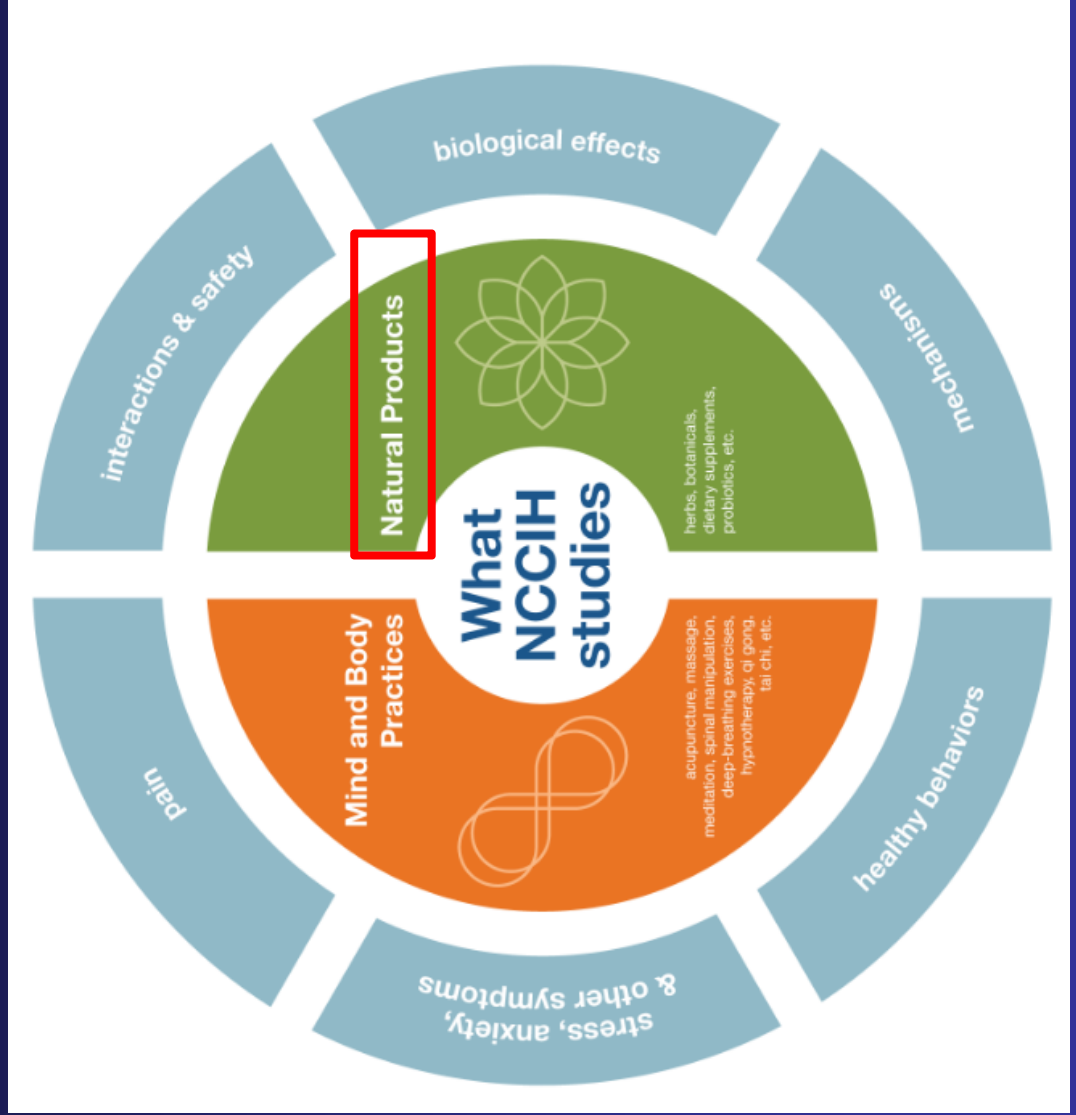 What
NCCIH
studies
Mind and Body
Practices
acupuncture, massage,
meditation, spinal manipulation,
deep-breathing exercises,
hypnotherapy, qi gong,
tai chi, etc.
Natural Products
herbs, botanicals,
dietary supplements,
probiotics, etc.
pain
interactions & safety
biological effects
mechanisms
healthy behaviors
stress, anxiety,
& other symptoms